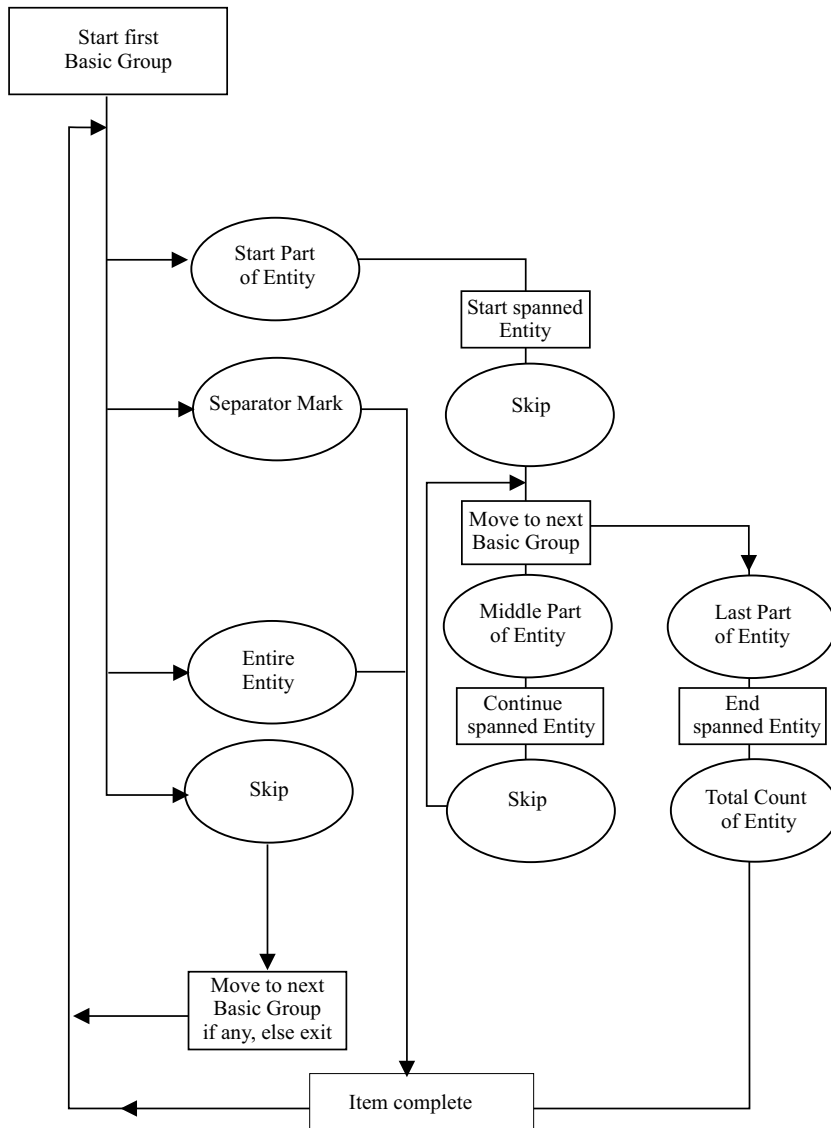 Start first
Basic Group
Start Part
of Entity
Start spanned
Entity
Separator Mark
Skip
Move to next
Basic Group
Middle Part
of Entity
Last Part
of Entity
Entire
Entity
Continue
spanned Entity
End
spanned Entity
Skip
Skip
Total Count
of Entity
Move to next
Basic Group
if any, else exit
Item complete